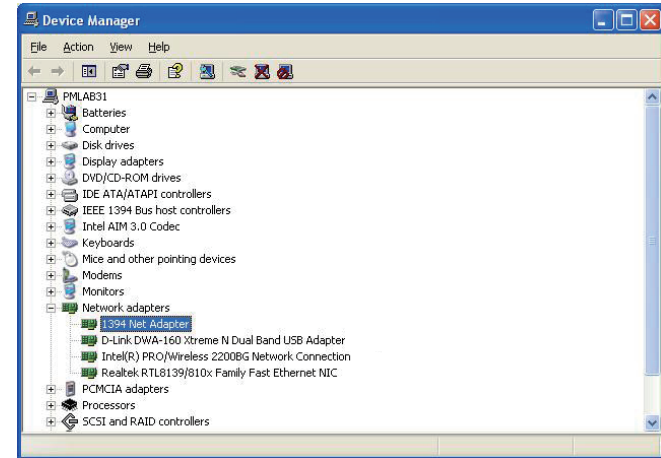 Device Manager
File Action View Help
PMLAB31
Batteries
Computer
Disk drives
Display adapters
DVD/CD-ROM drives
IDE ATA/ATAPI controllers
IEEE 1394 Bus host controllers
Intel AIM 3.0 Codec
Keyboards
Mice and other pointing devices
Modems
Monitors
Network adapters
1394 Net Adapter
D-Link DWA-160 Xtreme N Dual Band USB Adapter
Intel(R) PRO/Wireless 2200BG Network Connection
Realtek RTL8139/810x Family Fast Ethernet NIC
PCMCIA adapters
Processors
SCSI and RAID controllers